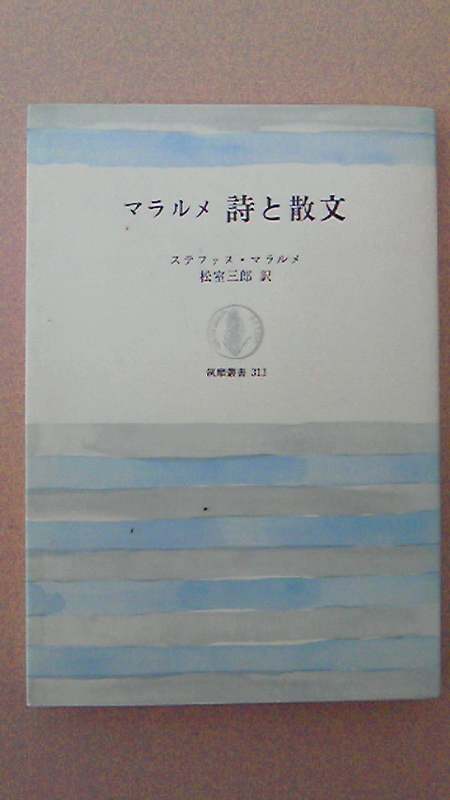 マラルメ 詩と散文
ステファヌ・マラルメ
松室三郎 訳
筑摩叢書 313